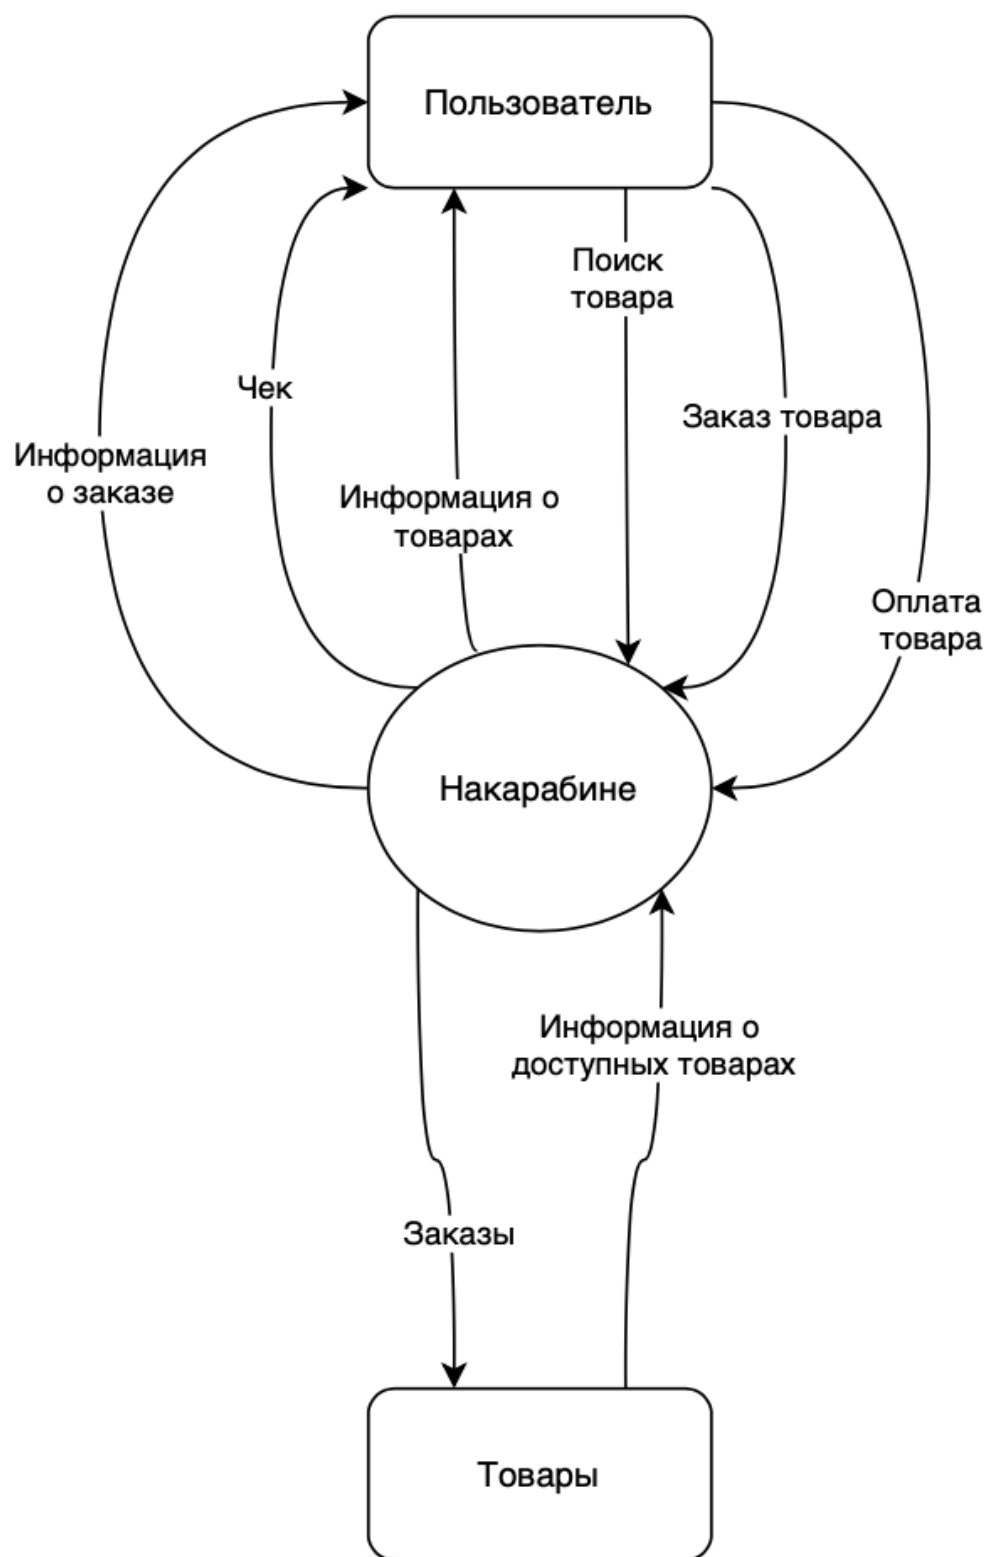 Пользователь
Поиск
товара
Чек
Заказ товара
Информация
о заказе
Информация о
товарах
Оплата
товара
Накарабине
Информация о
доступных товарах
Заказы
Товары